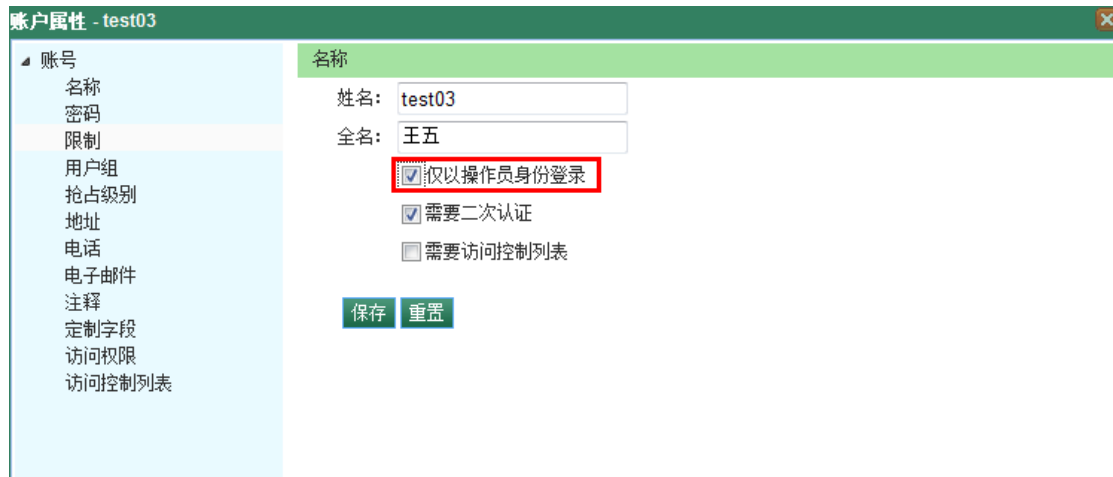 账户属性 - test03
账号
名称
密码
限制
用户组
抢占级别
地址
电话
电子邮件
注释
定制字段
访问权限
访问控制列表
名称
姓名: test03
全名: 王五
仅以操作员身份登录
需要二次认证
需要访问控制列表
保存 重置